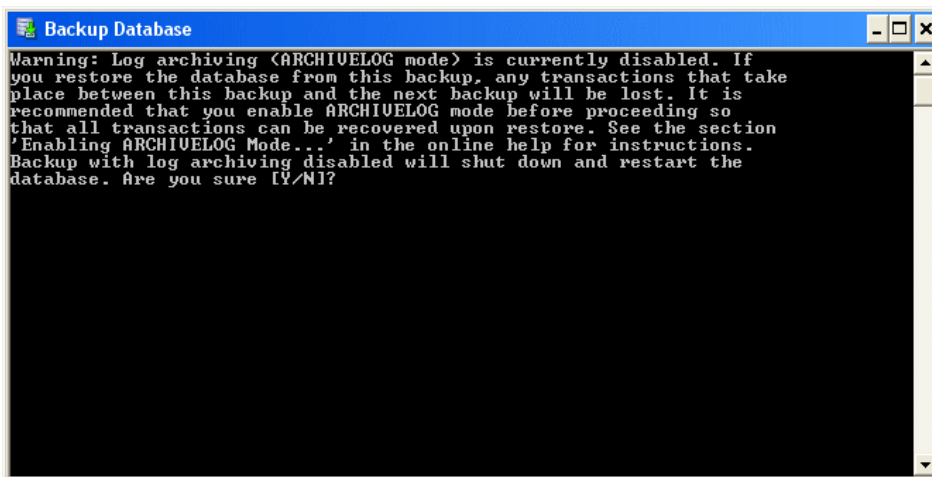 Backup Database
Warning: Log archiving (ARCHIVELOG mode) is currently disabled. If
you restore the database from this backup, any transactions that take
place between this backup and the next backup will be lost. It is
recommended that you enable ARCHIVELOG mode before proceeding so
that all transactions can be recovered upon restore. See the section
'Enabling ARCHIVELOG Mode...' in the online help for instructions.
Backup with log archiving disabled will shut down and restart the
database. Are you sure [Y/N]?